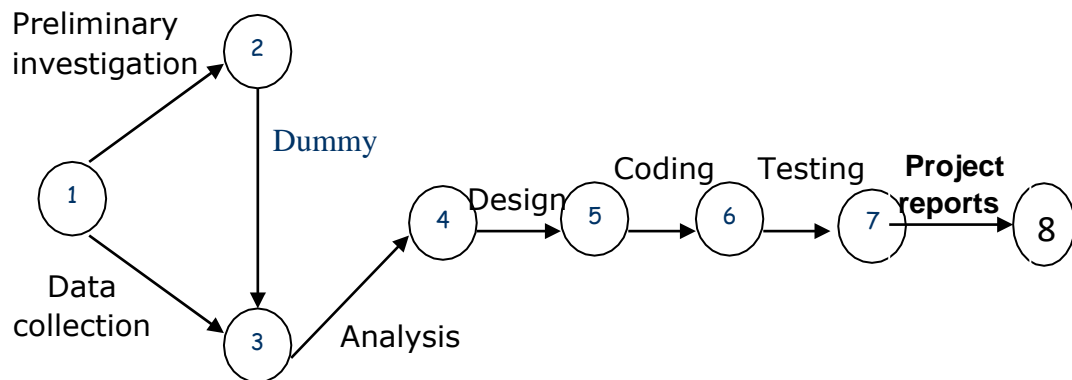 Preliminary
investigation
2
Dummy
1
Data
collection
3
Analysis
4
Design
5
Coding
6
Testing
7
Project
reports
8